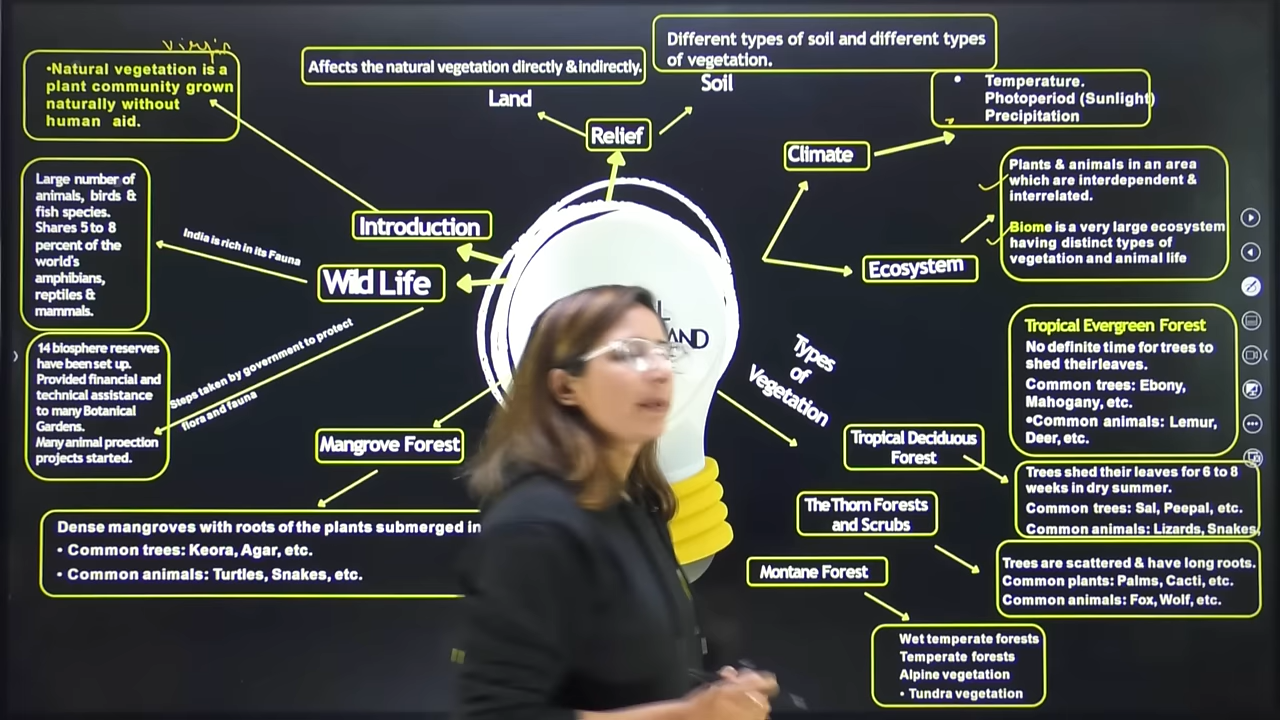 virgin
•Natural vegetation is a
plant community grown
naturally without
human aid.
Affects the natural vegetation directly & indirectly.
Different types of soil and different types
of vegetation.
Land
Soil
Relief
• Temperature.
Photoperiod (Sunlight)
Precipitation
Climate
Plants & animals in an area
which are interdependent &
interrelated.
Biome is a very large ecosystem
having distinct types of
vegetation and animal life
Ecosystem
Introduction
Wild Life
India is rich in its Fauna
Large number of
animals, birds &
fish species.
Shares 5 to 8
percent of the
world's
amphibians,
reptiles &
mammals.
Steps taken by government to protect
flora and fauna
14 biosphere reserves
have been set up.
Provided financial and
technical assistance
to many Botanical
Gardens.
Many animal proection
projects started.
Mangrove Forest
Dense mangroves with roots of the plants submerged in
• Common trees: Keora, Agar, etc.
• Common animals: Turtles, Snakes, etc.
Types
of
Vegetation
Tropical Evergreen Forest
No definite time for trees to
shed theirleaves.
Common trees: Ebony,
Mahogany, etc.
•Common animals: Lemur,
Deer, etc.
Tropical Deciduous
Forest
Trees shed their leaves for 6 to 8
weeks in dry summer.
Common trees: Sal, Peepal, etc.
Common animals: Lizards, Snakes,
The Thorn Forests
and Scrubs
Trees are scattered & have long roots.
Common plants: Palms, Cacti, etc.
Common animals: Fox, Wolf, etc.
Montane Forest
Wet temperate forests
Temperate forests
Alpine vegetation
• Tundra vegetation